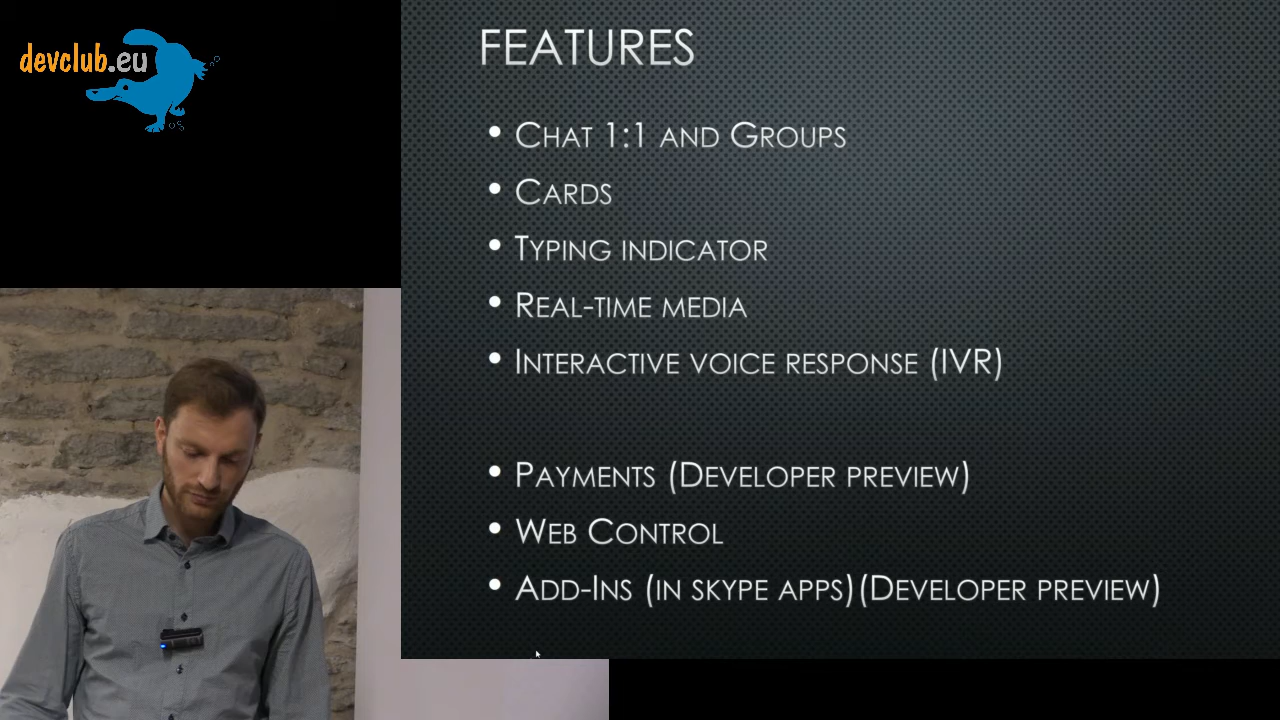 devclub.eu
FEATURES
• CHAT 1:1 AND GROUPS
• CARDS
• TYPING INDICATOR
• REAL-TIME MEDIA
• INTERACTIVE VOICE RESPONSE (IVR)
• PAYMENTS (DEVELOPER PREVIEW)
• WEB CONTROL
• ADD-INS (IN SKYPE APPS)(DEVELOPER PREVIEW)